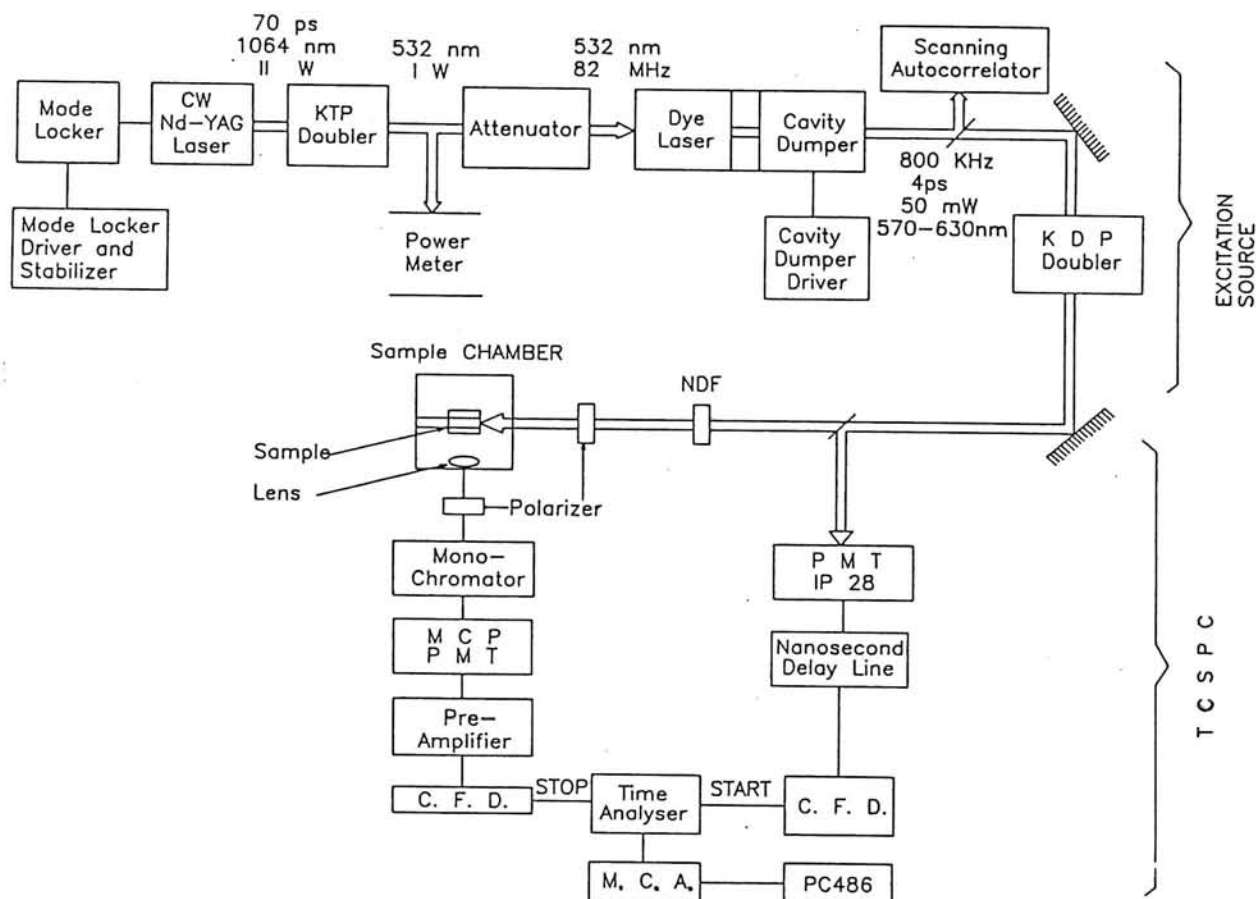 70 ps
1064 nm
II W
532 nm
I W
532 nm
82 MHz
Scanning
Autocorrelator
Mode
Locker
CW
Nd-YAG
Laser
KTP
Doubler
Attenuator
Dye
Laser
Cavity
Dumper
800 KHz
4ps
50 mW
570-630nm
Mode Locker
Driver and
Stabilizer
Power
Meter
Cavity
Dumper
Driver
K D P
Doubler
EXCITATION
SOURCE
Sample CHAMBER
NDF
Sample
Lens
Polarizer
Mono-
Chromator
P M T
IP 28
M C P
P M T
Nanosecond
Delay Line
Pre-
Amplifier
C. F. D.
STOP
Time
Analyser
START
C. F. D.
M. C. A.
PC486
T C S P C